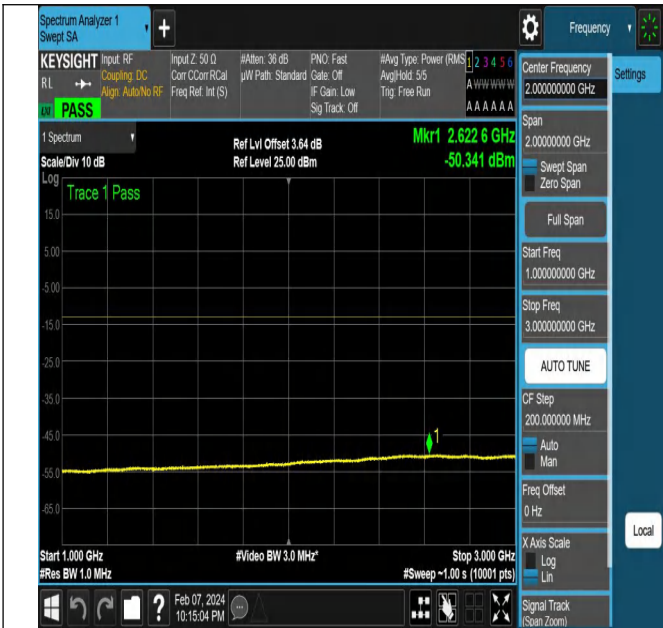 Spectrum Analyzer 1
Swept SA
+
Frequency
KEYSIGHT
Input: RF
Coupling: DC
Align: Auto/No RF
Input Z: 50 Ω
Corr CCorr RCal
Freq Ref: Int (S)
#Atten: 36 dB
µW Path: Standard
PNO: Fast
Gate: Off
IF Gain: Low
Sig Track: Off
#Avg Type: Power (RMS
Avg|Hold: 5/5
Trig: Free Run
1 2 3 4 5 6
A W W W W W
A A A A A A
RL
LXI
PASS
1 Spectrum
Scale/Div 10 dB
Ref Lvl Offset 3.64 dB
Ref Level 25.00 dBm
Mkr1 2.622 6 GHz
-50.341 dBm
Log
Trace 1 Pass
15.0
5.00
-5.00
-15.0
-25.0
-35.0
-45.0
-55.0
-65.0
1
Start 1.000 GHz
#Res BW 1.0 MHz
#Video BW 3.0 MHz*
Stop 3.000 GHz
#Sweep ~1.00 s (10001 pts)
?
Feb 07, 2024
10:15:04 PM
Center Frequency
2.000000000 GHz
Settings
Span
2.00000000 GHz
Swept Span
Zero Span
Full Span
Start Freq
1.000000000 GHz
Stop Freq
3.000000000 GHz
AUTO TUNE
CF Step
200.000000 MHz
Auto
Man
Freq Offset
0 Hz
X Axis Scale
Log
Lin
Local
Signal Track
(Span Zoom)